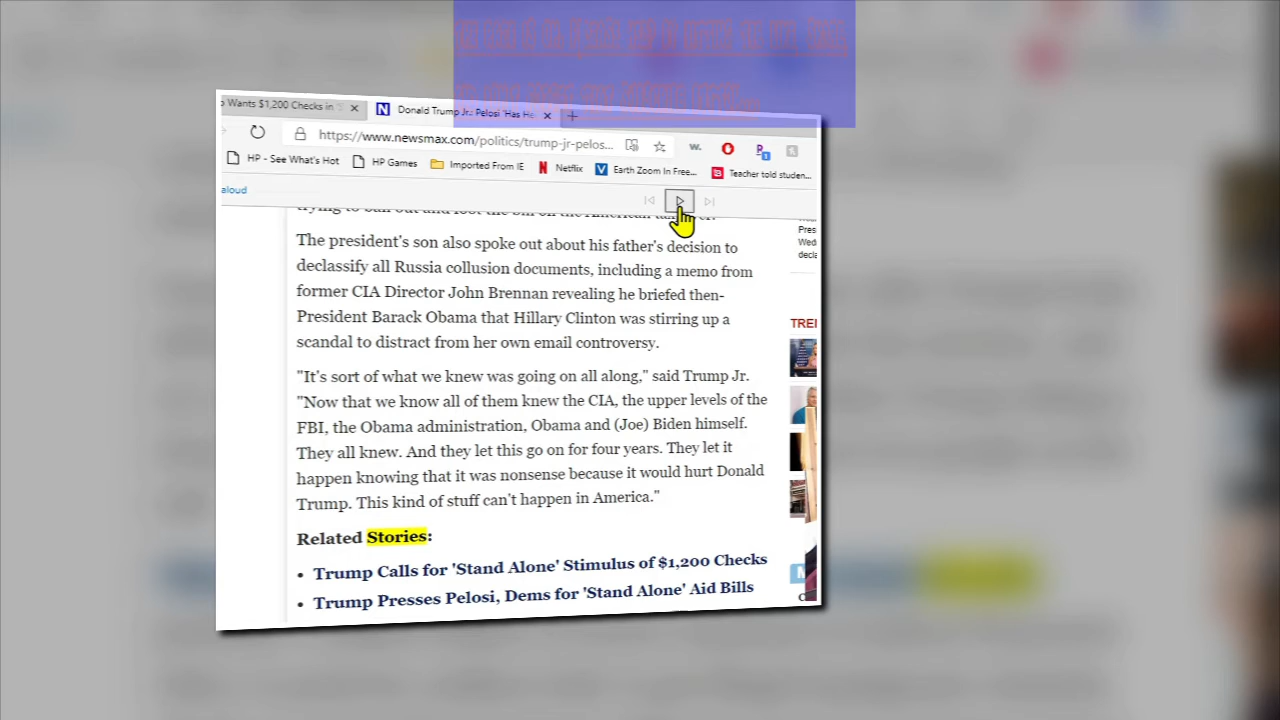 o Wants $1,200 Checks in 'S
Donald Trump Jr.: Pelosi 'Has He
https://www.newsmax.com/politics/trump-jr-pelos...
HP - See What's Hot
HP Games
Imported From IE
Netflix
Earth Zoom In Free...
Teacher told studen...
aloud
The president's son also spoke out about his father's decision to
declassify all Russia collusion documents, including a memo from
former CIA Director John Brennan revealing he briefed then-
President Barack Obama that Hillary Clinton was stirring up a
scandal to distract from her own email controversy.
"It's sort of what we knew was going on all along," said Trump Jr.
"Now that we know all of them knew the CIA, the upper levels of the
FBI, the Obama administration, Obama and (Joe) Biden himself.
They all knew. And they let this go on for four years. They let it
happen knowing that it was nonsense because it would hurt Donald
Trump. This kind of stuff can't happen in America."
Related Stories:
• Trump Calls for 'Stand Alone' Stimulus of $1,200 Checks
• Trump Presses Pelosi, Dems for 'Stand Alone' Aid Bills
Pres
Wed
decla
TREI